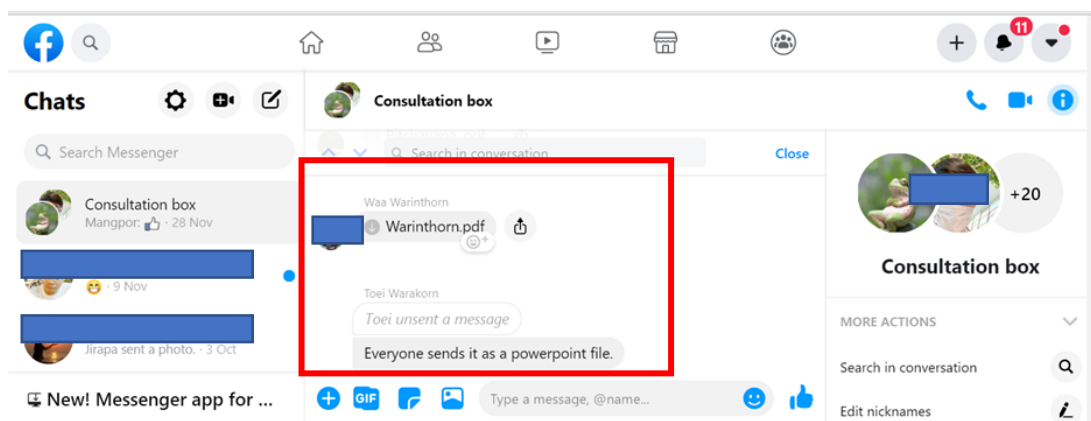 11
Chats
Consultation box
Search Messenger
Search in conversation
Close
Consultation box
Mangpor: 👍 · 28 Nov
😁 · 9 Nov
Jirapa sent a photo. · 3 Oct
New! Messenger app for ...
Waa Warinthorn
Warinthorn.pdf
Toei Warakorn
Toei unsent a message
Everyone sends it as a powerpoint file.
GIF
Type a message, @name...
+20
Consultation box
MORE ACTIONS
Search in conversation
Edit nicknames